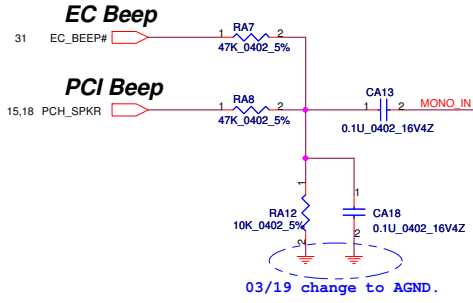 EC Beep
31 EC_BEEP# 1 RA7 2
47K_0402_5%
PCI Beep
15,18 PCH_SPKR 1 RA8 2
47K_0402_5%
CA13
1 2 MONO_IN
0.1U_0402_16V4Z
1 1
RA12 CA18
10K_0402_5% 0.1U_0402_16V4Z
2 2
03/19 change to AGND.